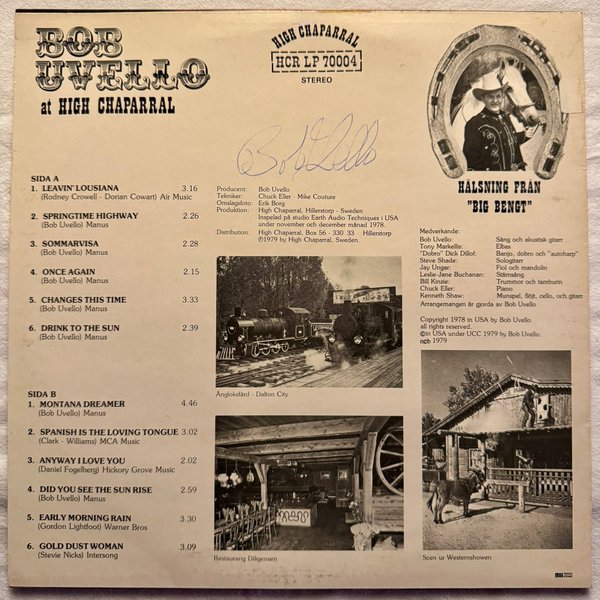 BOB
UVELLO
at HIGH CHAPARRAL
HIGH CHAPARRAL
HCR LP 70004
STEREO
Bob Uvello
HÄLSNING FRÅN
"BIG BENGT"
SIDA A
1. LEAVIN' LOUSIANA 3.16
(Rodney Crowell - Dorian Cowart) Air Music
2. SPRINGTIME HIGHWAY 2.26
(Bob Uvello) Manus
3. SOMMARVISA 2.28
(Bob Uvello) Manus
4. ONCE AGAIN 2.15
(Bob Uvello) Manus
5. CHANGES THIS TIME 3.33
(Bob Uvello) Manus
6. DRINK TO THE SUN 2.39
(Bob Uvello) Manus
SIDA B
1. MONTANA DREAMER 4.46
(Bob Uvello) Manus
2. SPANISH IS THE LOVING TONGUE 3.02
(Clark - Williams) MCA Music
3. ANYWAY I LOVE YOU 2.02
(Daniel Fogelberg) Hickory Grove Music
4. DID YOU SEE THE SUN RISE 2.59
(Bob Uvello) Manus
5. EARLY MORNING RAIN 3.30
(Gordon Lightfoot) Warner Bros
6. GOLD DUST WOMAN 3.09
(Stevie Nicks) Intersong
Producent: Bob Uvello
Tekniker: Chuck Eller - Mike Couture
Omslagsfoto: Erik Borg
Produktion: High Chaparral, Hillerstorp - Sweden
Inspelad på studio Earth Audio Techniques i USA
under november och december månad 1978.
Distribution: High Chaparral, Box 56 - 330 33 Hillerstorp
©1979 by High Chaparral, Sweden.
Ångloksfärd - Dalton City
Restaurang Diligensen
Medverkande:
Bob Uvello: Sång och akustisk gitarr
Tony Markellis: Elbas
"Dobro" Dick Dillof: Banjo, dobro och "autoharp"
Steve Shade: Sologitarr
Jay Ungar: Fiol och mandolin
Leslie-Jane Buchanan: Stämsång
Bill Kinzie: Trummor och tamburin
Chuck Eller: Piano
Kenneth Shaw: Munspel, flöjt, cello, och gitarr
Arrangemangen är gjorda av Bob Uvello
Copyright 1978 in USA by Bob Uvello
all rights reserved.
©in USA under UCC 1979 by Bob Uvello.
ncb 1979
Scen ur Westernshowen